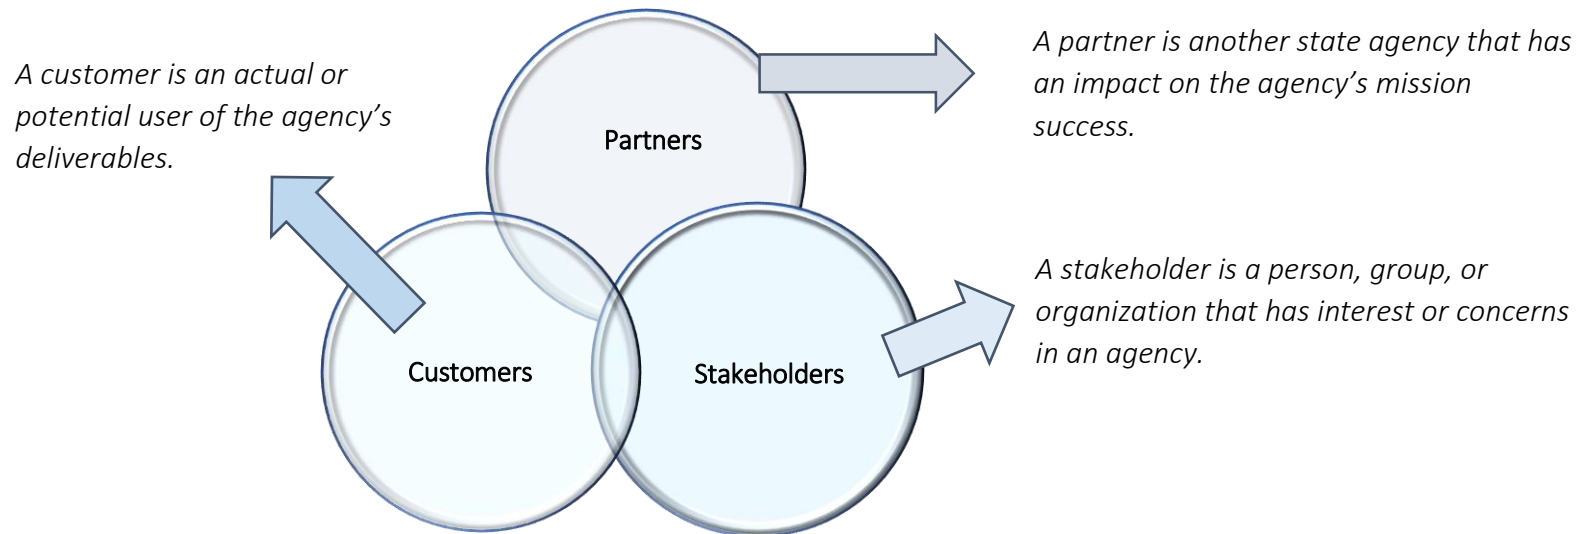 A customer is an actual or
potential user of the agency’s
deliverables.
Partners
A partner is another state agency that has
an impact on the agency’s mission
success.
Customers
Stakeholders
A stakeholder is a person, group, or
organization that has interest or concerns
in an agency.